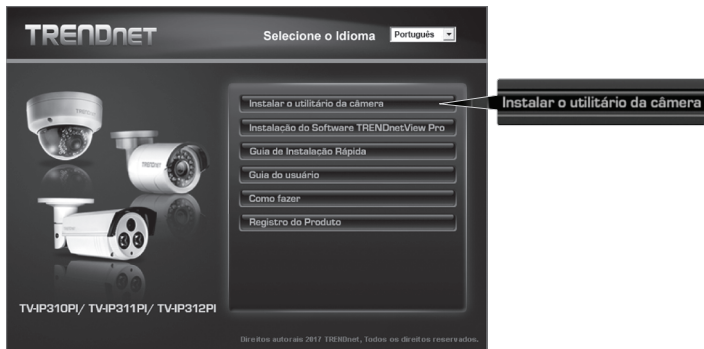 TRENDNET
Selecione o Idioma
Português
Instalar o utilitário da câmera
Instalar o utilitário da câmera
Instalação do Software TRENDnetView Pro
Guia de Instalação Rápida
Guia do usuário
Como fazer
Registro do Produto
TRENDNET
TV-IP310PI/ TV-IP311PI/ TV-IP312PI
Direitos autorais 2017 TRENDnet, Todos os direitos reservados.